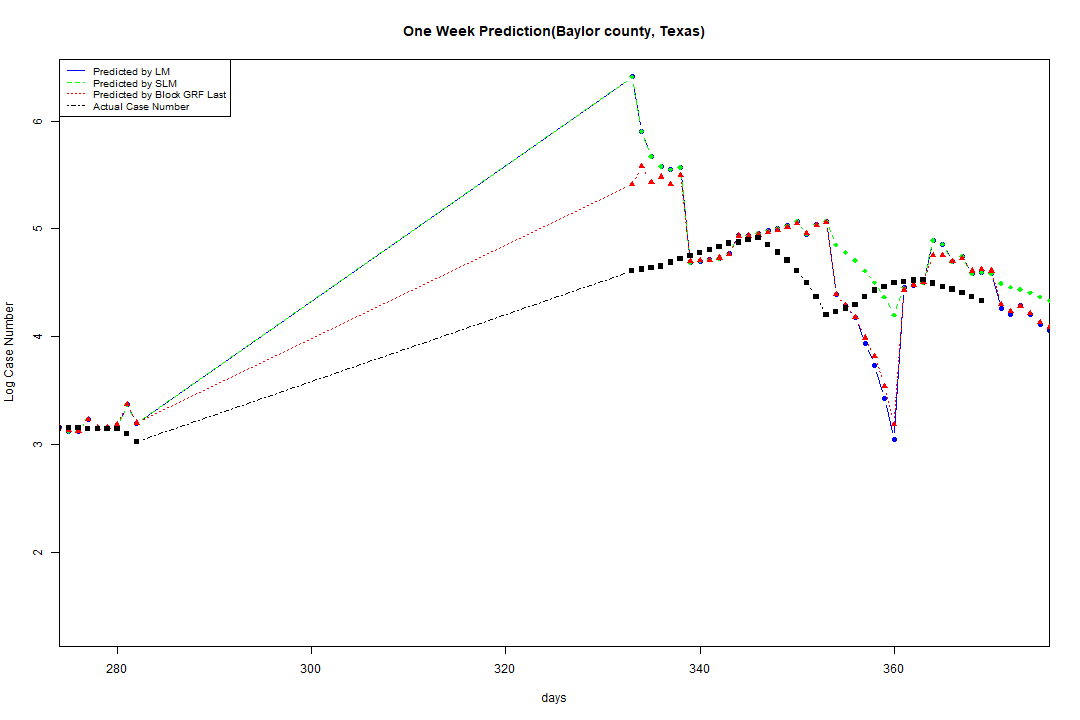 One Week Prediction(Baylor county, Texas)
Predicted by LM
Predicted by SLM
Predicted by Block GRF Last
Actual Case Number
6
5
4
3
2
Log Case Number
280 300 320 340 360
days